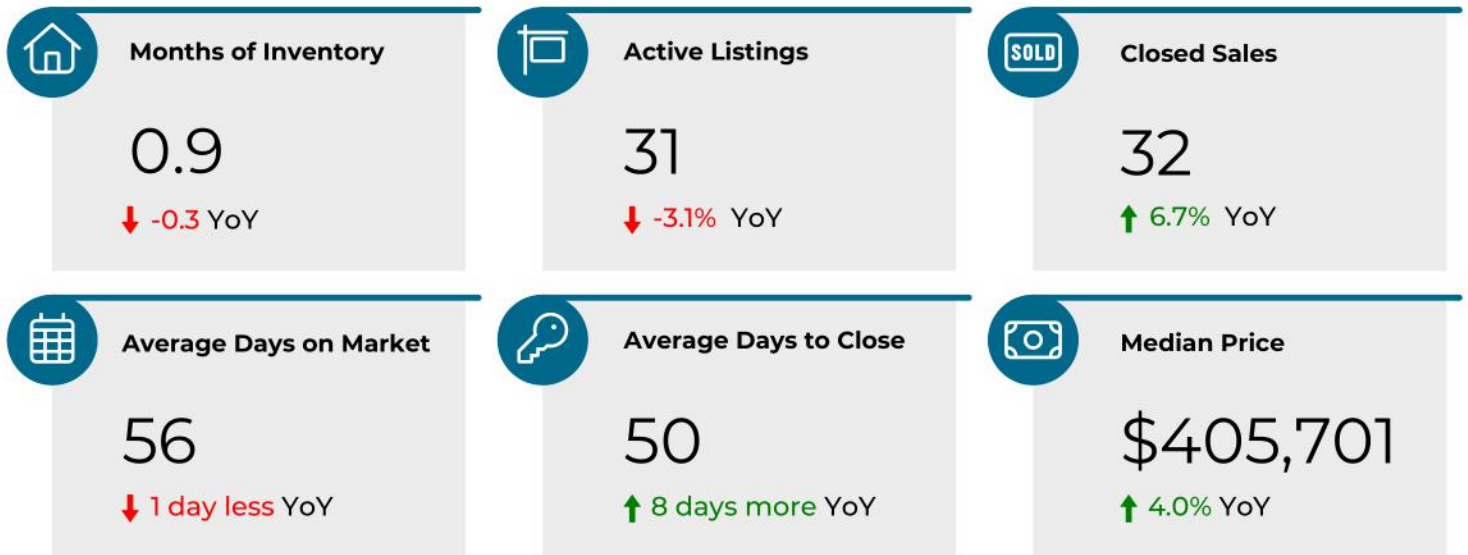 Months of Inventory
0.9
-0.3 YoY
Active Listings
31
-3.1% YoY
SOLD
Closed Sales
32
6.7% YoY
Average Days on Market
56
1 day less YoY
Average Days to Close
50
8 days more YoY
Median Price
$405,701
4.0% YoY